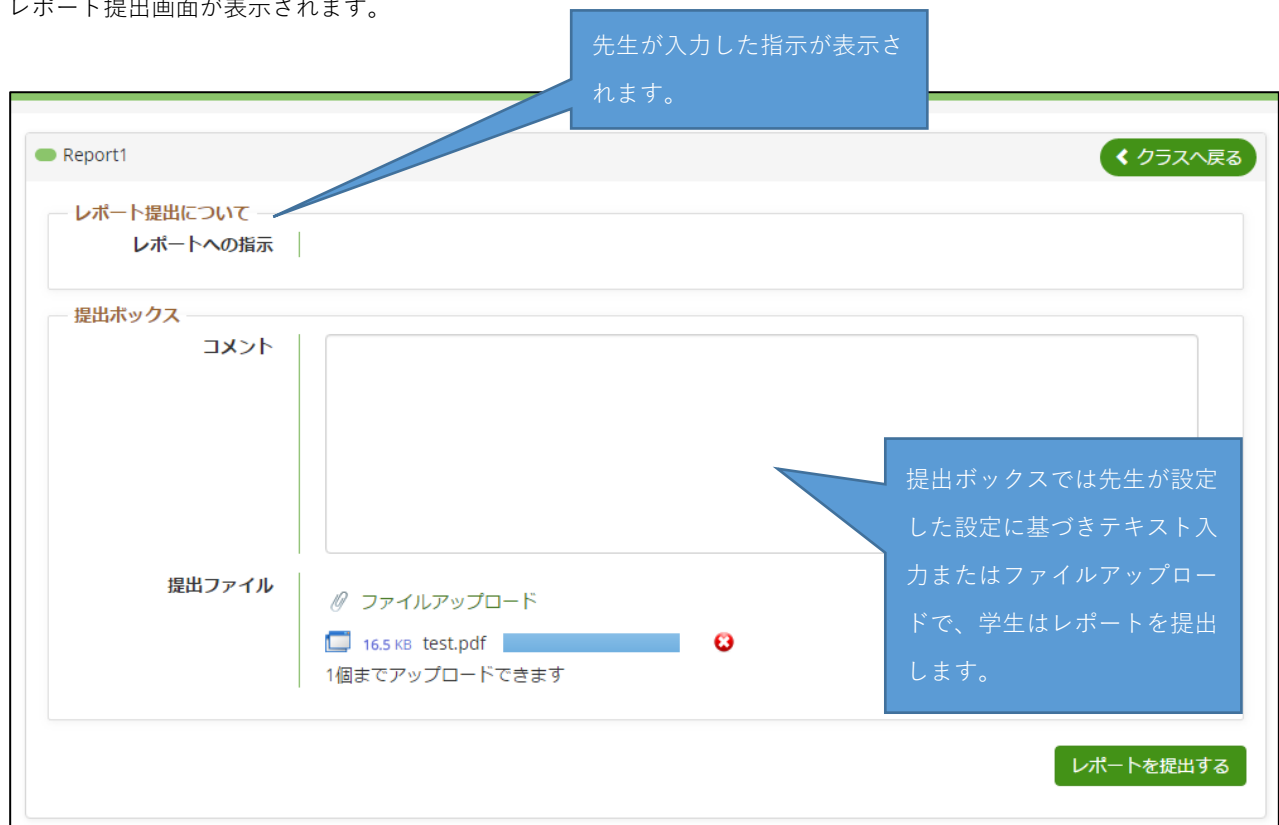 レポート提出画面が表示されます。
先生が入力した指示が表示さ
れます。
Report1
クラスへ戻る
レポート提出について
レポートへの指示
提出ボックス
コメント
提出ボックスでは先生が設定
した設定に基づきテキスト入
力またはファイルアップロー
ドで、学生はレポートを提出
します。
提出ファイル
ファイルアップロード
16.5 KB test.pdf
1個までアップロードできます
レポートを提出する